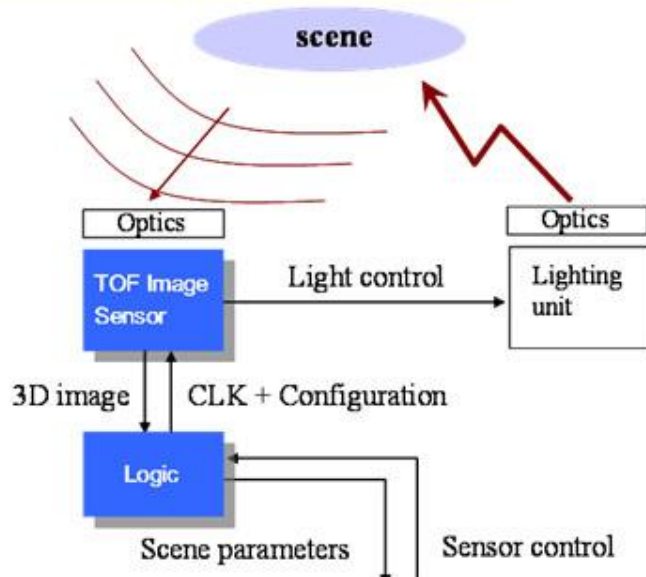 scene
Optics
Optics
TOF Image
Sensor
Light control
Lighting
unit
3D image
CLK + Configuration
Logic
Scene parameters
Sensor control